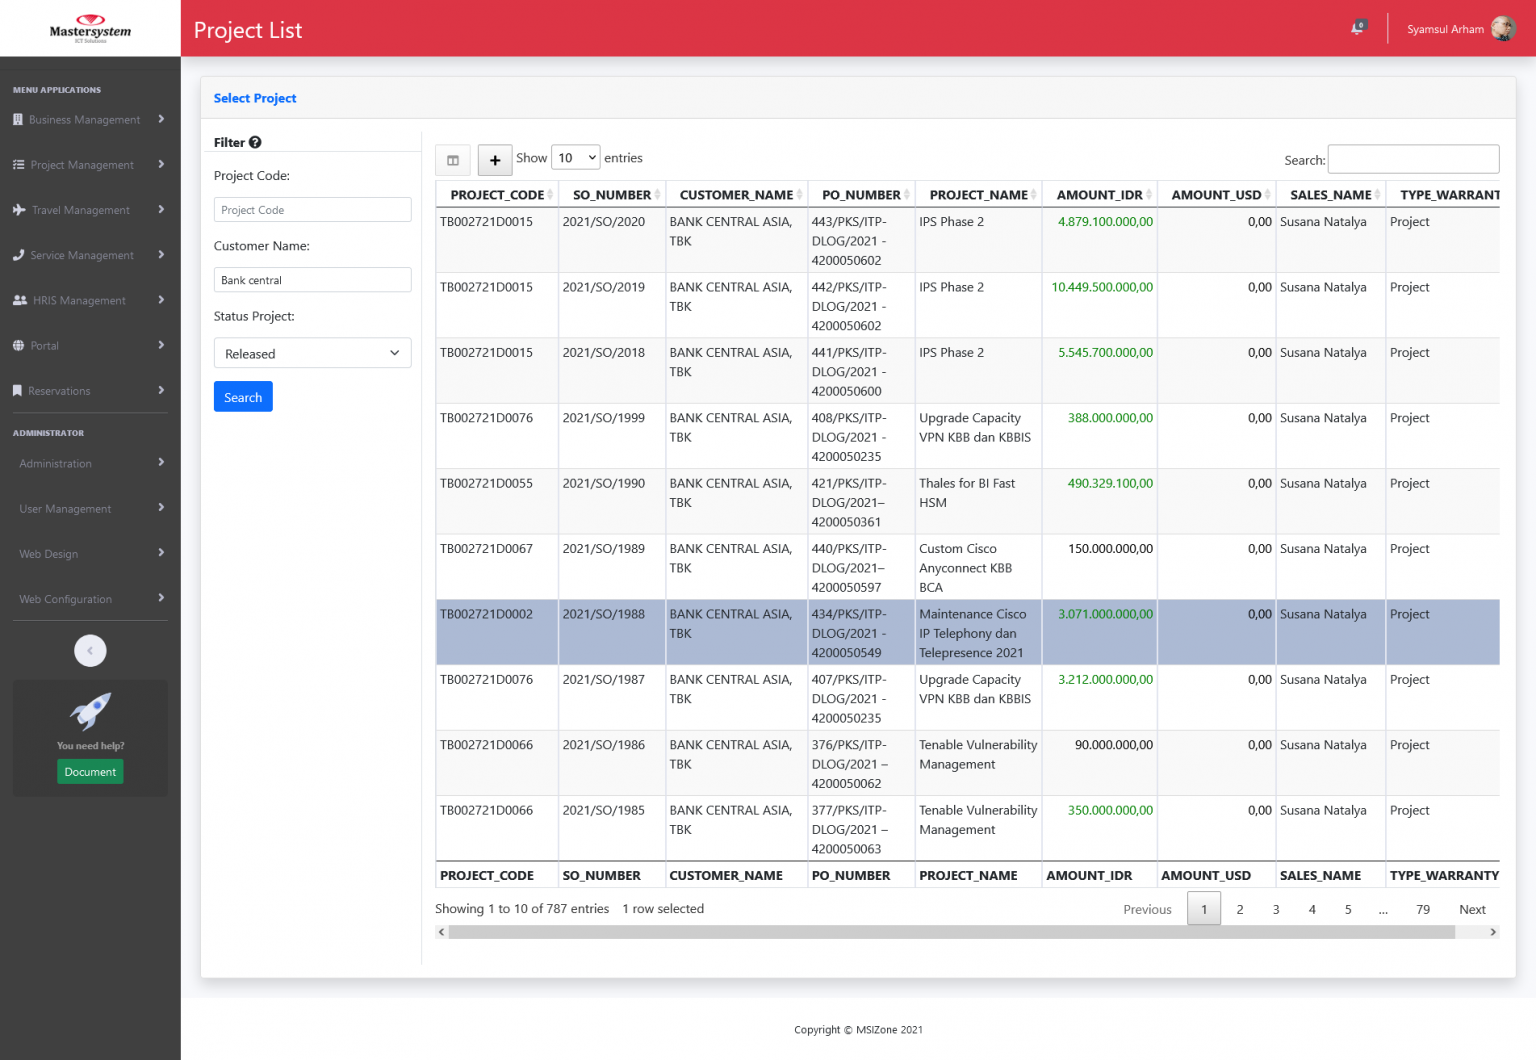 Mastersystem
ICT Solutions
Project List
0
Syamsul Arham
MENU APPLICATIONS
Business Management
Project Management
Travel Management
Service Management
HRIS Management
Portal
Reservations
ADMINISTRATOR
Administration
User Management
Web Design
Web Configuration
You need help?
Document
Select Project
Filter
Project Code:
Project Code
Customer Name:
Bank central
Status Project:
Released
Search
+ Show 10 entries
Search:
PROJECT_CODE SO_NUMBER CUSTOMER_NAME PO_NUMBER PROJECT_NAME AMOUNT_IDR AMOUNT_USD SALES_NAME TYPE_WARRANT
TB002721D0015 2021/SO/2020 BANK CENTRAL ASIA, 443/PKS/ITP- IPS Phase 2 4.879.100.000,00 0,00 Susana Natalya Project
TBK DLOG/2021 -
4200050602
TB002721D0015 2021/SO/2019 BANK CENTRAL ASIA, 442/PKS/ITP- IPS Phase 2 10.449.500.000,00 0,00 Susana Natalya Project
TBK DLOG/2021 -
4200050602
TB002721D0015 2021/SO/2018 BANK CENTRAL ASIA, 441/PKS/ITP- IPS Phase 2 5.545.700.000,00 0,00 Susana Natalya Project
TBK DLOG/2021 -
4200050600
TB002721D0076 2021/SO/1999 BANK CENTRAL ASIA, 408/PKS/ITP- Upgrade Capacity 388.000.000,00 0,00 Susana Natalya Project
TBK DLOG/2021 - VPN KBB dan KBBIS
4200050235
TB002721D0055 2021/SO/1990 BANK CENTRAL ASIA, 421/PKS/ITP- Thales for BI Fast 490.329.100,00 0,00 Susana Natalya Project
TBK DLOG/2021– HSM
4200050361
TB002721D0067 2021/SO/1989 BANK CENTRAL ASIA, 440/PKS/ITP- Custom Cisco 150.000.000,00 0,00 Susana Natalya Project
TBK DLOG/2021– Anyconnect KBB
4200050597 BCA
TB002721D0002 2021/SO/1988 BANK CENTRAL ASIA, 434/PKS/ITP- Maintenance Cisco 3.071.000.000,00 0,00 Susana Natalya Project
TBK DLOG/2021 - IP Telephony dan
4200050549 Telepresence 2021
TB002721D0076 2021/SO/1987 BANK CENTRAL ASIA, 407/PKS/ITP- Upgrade Capacity 3.212.000.000,00 0,00 Susana Natalya Project
TBK DLOG/2021 - VPN KBB dan KBBIS
4200050235
TB002721D0066 2021/SO/1986 BANK CENTRAL ASIA, 376/PKS/ITP- Tenable Vulnerability 90.000.000,00 0,00 Susana Natalya Project
TBK DLOG/2021 – Management
4200050062
TB002721D0066 2021/SO/1985 BANK CENTRAL ASIA, 377/PKS/ITP- Tenable Vulnerability 350.000.000,00 0,00 Susana Natalya Project
TBK DLOG/2021 – Management
4200050063
PROJECT_CODE SO_NUMBER CUSTOMER_NAME PO_NUMBER PROJECT_NAME AMOUNT_IDR AMOUNT_USD SALES_NAME TYPE_WARRANTY
Showing 1 to 10 of 787 entries 1 row selected
Previous 1 2 3 4 5 ... 79 Next
Copyright © MSIZone 2021